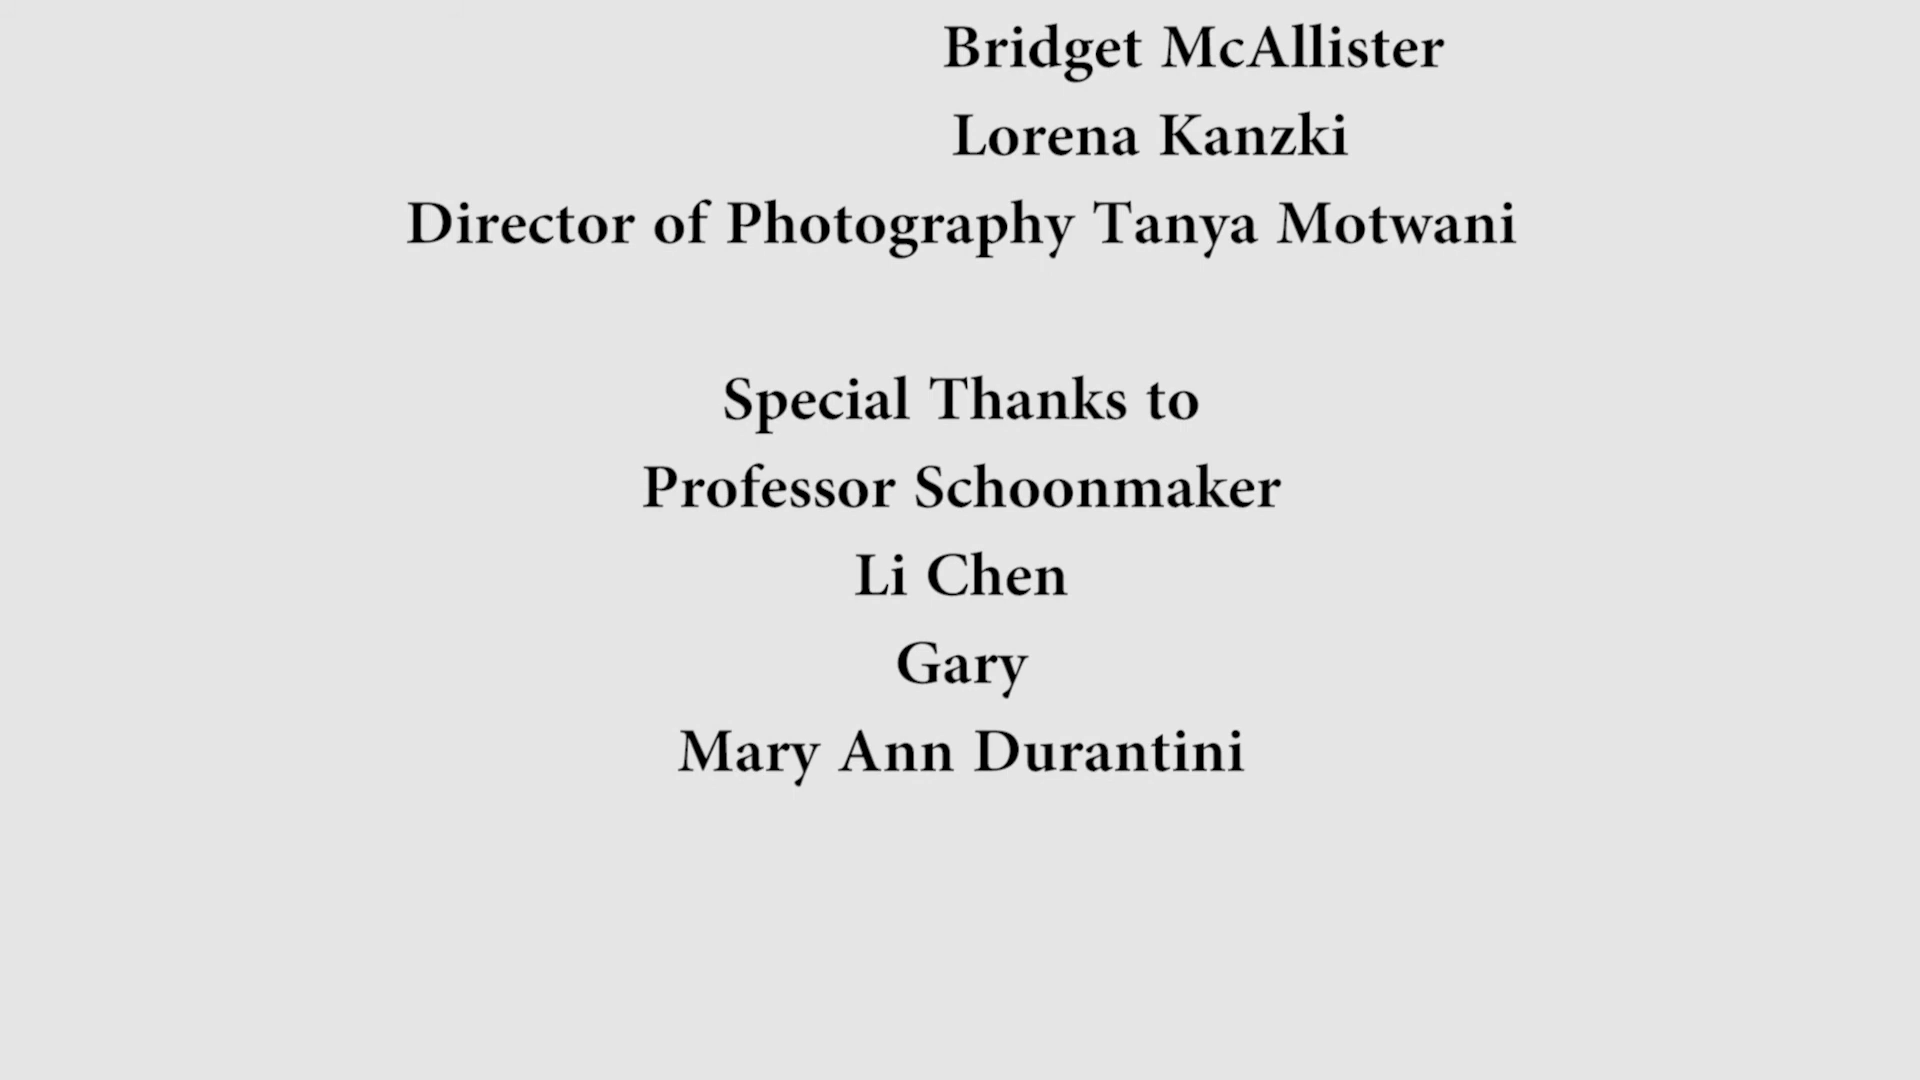 Bridget McAllister
Lorena Kanzki
Director of Photography Tanya Motwani
Special Thanks to
Professor Schoonmaker
Li Chen
Gary
Mary Ann Durantini